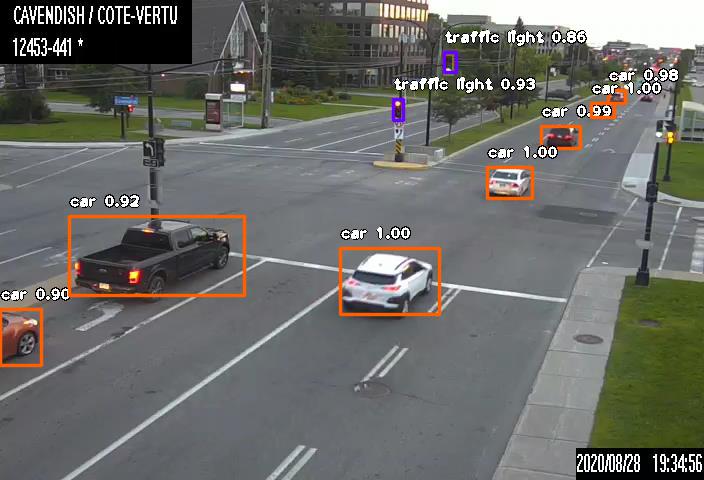 CAVENDISH / COTE-VERTU
12453-441 *
traffic light 0.86
traffic light 0.93
car 0.98
car 1.00
car 0.99
car 1.00
car 0.92
car 1.00
car 0.90
2020/08/28 19:34:56